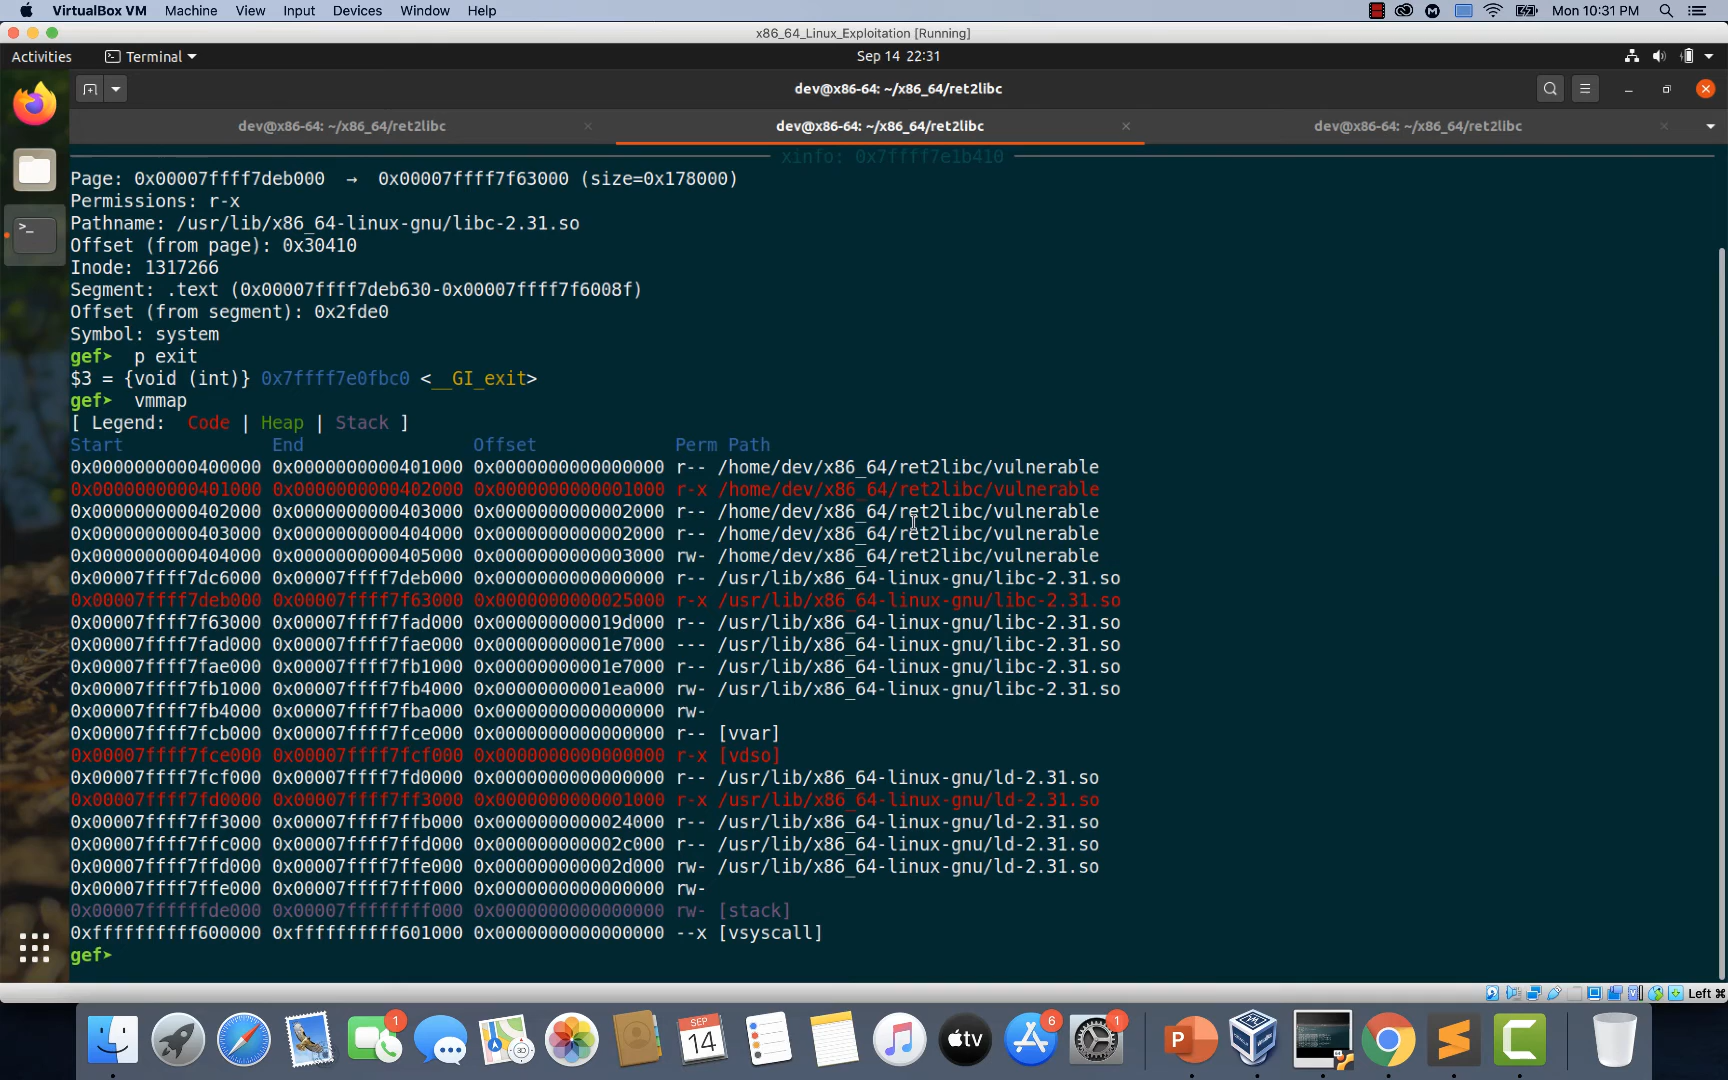 VirtualBox VM Machine View Input Devices Window Help Mon 10:31 PM
x86_64_Linux_Exploitation [Running]
Activities Terminal Sep 14 22:31
dev@x86-64: ~/x86_64/ret2libc
dev@x86-64: ~/x86_64/ret2libc dev@x86-64: ~/x86_64/ret2libc dev@x86-64: ~/x86_64/ret2libc
xinfo: 0x7ffff7e1b410
Page: 0x00007ffff7deb000 → 0x00007ffff7f63000 (size=0x178000)
Permissions: r-x
Pathname: /usr/lib/x86_64-linux-gnu/libc-2.31.so
Offset (from page): 0x30410
Inode: 1317266
Segment: .text (0x00007ffff7deb630-0x00007ffff7f6008f)
Offset (from segment): 0x2fde0
Symbol: system
gef➤ p exit
$3 = {void (int)} 0x7ffff7e0fbc0 <__GI_exit>
gef➤ vmmap
[ Legend: Code | Heap | Stack ]
Start End Offset Perm Path
0x0000000000400000 0x0000000000401000 0x0000000000000000 r-- /home/dev/x86_64/ret2libc/vulnerable
0x0000000000401000 0x0000000000402000 0x0000000000001000 r-x /home/dev/x86_64/ret2libc/vulnerable
0x0000000000402000 0x0000000000403000 0x0000000000002000 r-- /home/dev/x86_64/ret2libc/vulnerable
0x0000000000403000 0x0000000000404000 0x0000000000002000 r-- /home/dev/x86_64/ret2libc/vulnerable
0x0000000000404000 0x0000000000405000 0x0000000000003000 rw- /home/dev/x86_64/ret2libc/vulnerable
0x00007ffff7dc6000 0x00007ffff7deb000 0x0000000000000000 r-- /usr/lib/x86_64-linux-gnu/libc-2.31.so
0x00007ffff7deb000 0x00007ffff7f63000 0x0000000000025000 r-x /usr/lib/x86_64-linux-gnu/libc-2.31.so
0x00007ffff7f63000 0x00007ffff7fad000 0x000000000019d000 r-- /usr/lib/x86_64-linux-gnu/libc-2.31.so
0x00007ffff7fad000 0x00007ffff7fae000 0x00000000001e7000 --- /usr/lib/x86_64-linux-gnu/libc-2.31.so
0x00007ffff7fae000 0x00007ffff7fb1000 0x00000000001e7000 r-- /usr/lib/x86_64-linux-gnu/libc-2.31.so
0x00007ffff7fb1000 0x00007ffff7fb4000 0x00000000001ea000 rw- /usr/lib/x86_64-linux-gnu/libc-2.31.so
0x00007ffff7fb4000 0x00007ffff7fba000 0x0000000000000000 rw-
0x00007ffff7fcb000 0x00007ffff7fce000 0x0000000000000000 r-- [vvar]
0x00007ffff7fce000 0x00007ffff7fcf000 0x0000000000000000 r-x [vdso]
0x00007ffff7fcf000 0x00007ffff7fd0000 0x0000000000000000 r-- /usr/lib/x86_64-linux-gnu/ld-2.31.so
0x00007ffff7fd0000 0x00007ffff7ff3000 0x0000000000001000 r-x /usr/lib/x86_64-linux-gnu/ld-2.31.so
0x00007ffff7ff3000 0x00007ffff7ffb000 0x0000000000024000 r-- /usr/lib/x86_64-linux-gnu/ld-2.31.so
0x00007ffff7ffc000 0x00007ffff7ffd000 0x000000000002c000 r-- /usr/lib/x86_64-linux-gnu/ld-2.31.so
0x00007ffff7ffd000 0x00007ffff7ffe000 0x000000000002d000 rw- /usr/lib/x86_64-linux-gnu/ld-2.31.so
0x00007ffff7ffe000 0x00007ffff7fff000 0x0000000000000000 rw-
0x00007ffffffde000 0x00007ffffffff000 0x0000000000000000 rw- [stack]
0xffffffffff600000 0xffffffffff601000 0x0000000000000000 --x [vsyscall]
gef➤
Left ⌘
1 SEP 14 tv 6 1 P